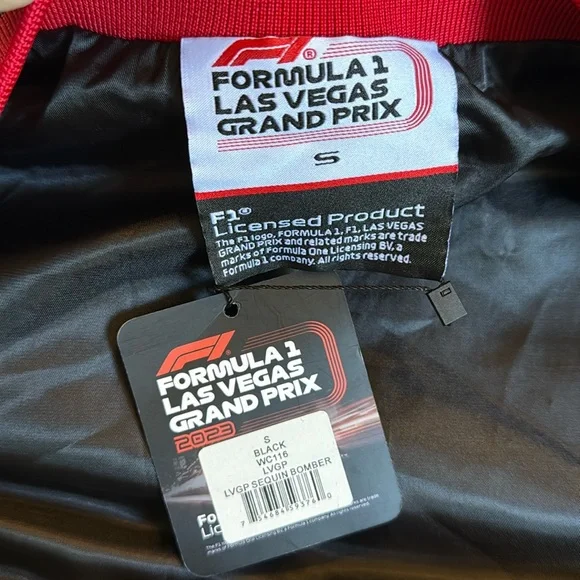 F1®
FORMULA 1
LAS VEGAS
GRAND PRIX
S
F1®
Licensed Product
The F1 logo, FORMULA 1, F1, LAS VEGAS
GRAND PRIX and related marks are trade
marks of Formula One Licensing BV, a
Formula 1 company. All rights reserved.
F1
FORMULA 1
LAS VEGAS
GRAND PRIX
2023
S
BLACK
WC116
LVGP
LVGP SEQUIN BOMBER